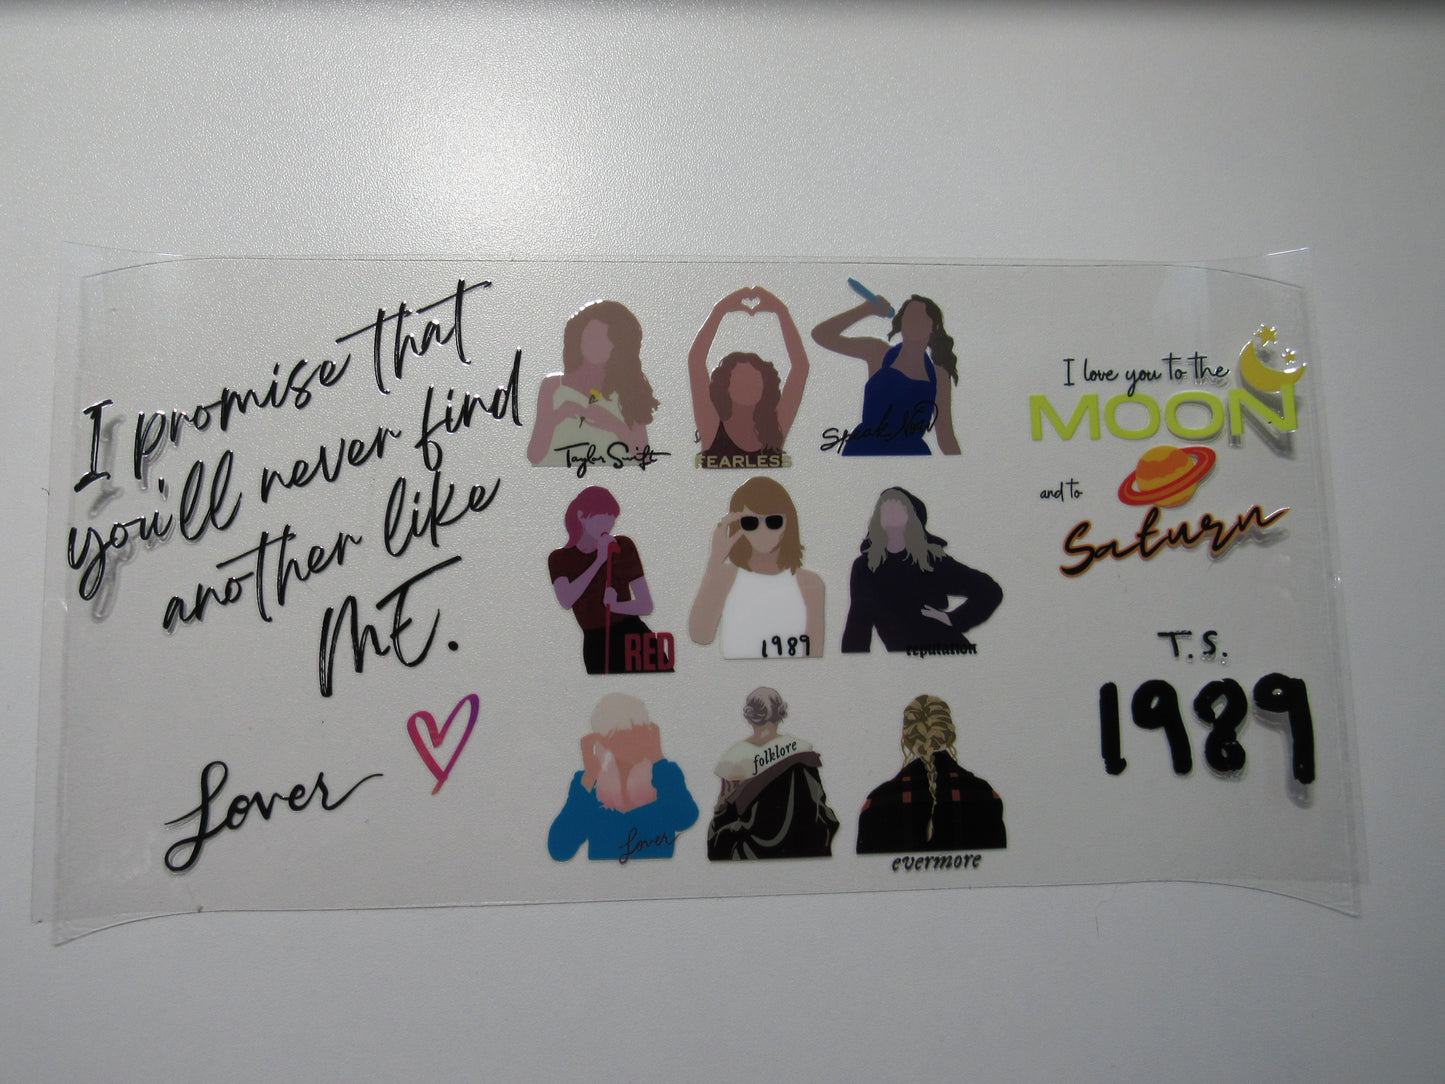 I promise that
you'll never find
another like
ME.
Lover
Taylor Swift
FEARLESS
Speak Now
RED
1989
reputation
Lover
folklore
evermore
I love you to the
MOON
and to
Saturn
T.S.
1989